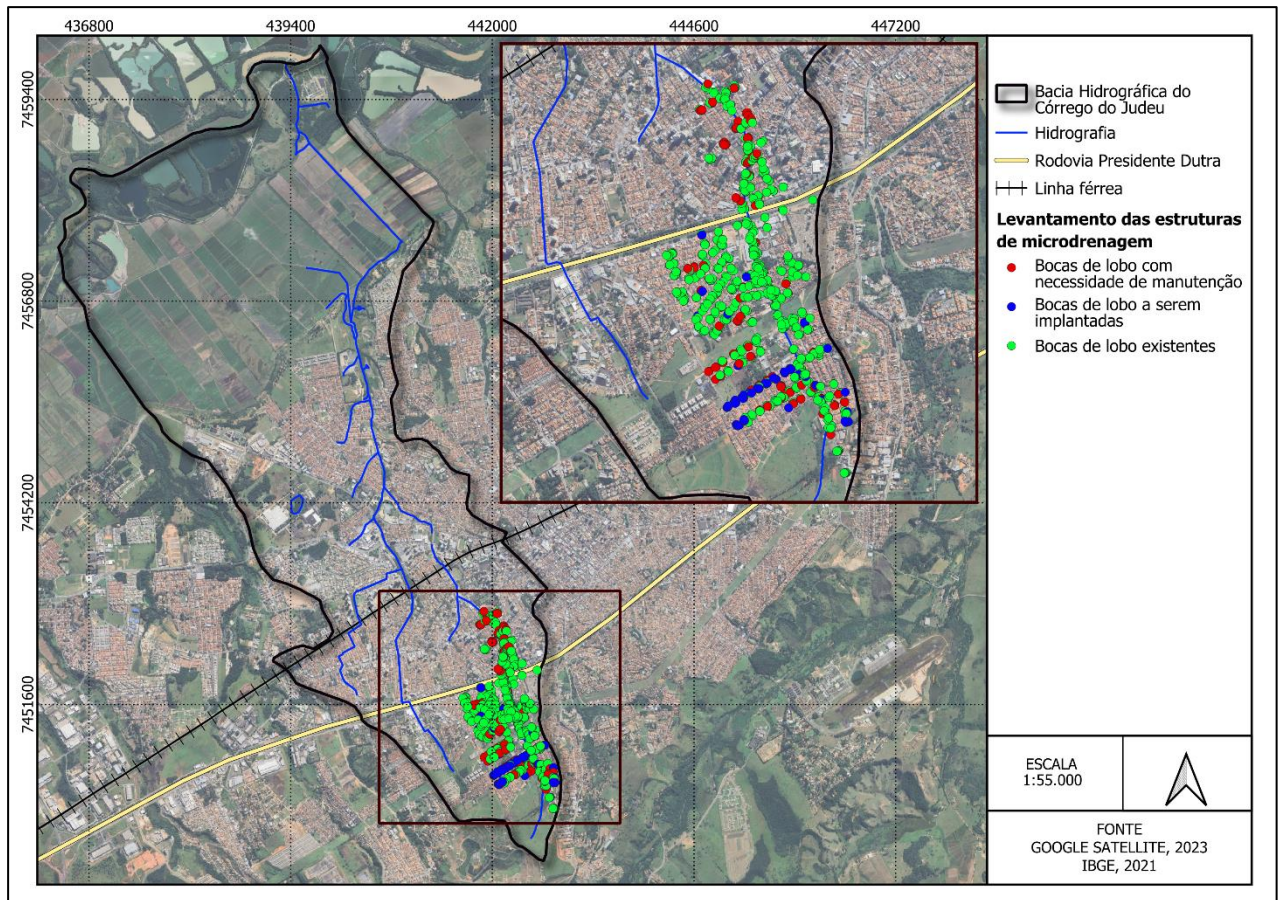 436800
439400
442000
444600
447200
7459400
7456800
7454200
7451600
Bacia Hidrográfica do
Córrego do Judeu
Hidrografia
Rodovia Presidente Dutra
Linha férrea
Levantamento das estruturas
de microdrenagem
Bocas de lobo com
necessidade de manutenção
Bocas de lobo a serem
implantadas
Bocas de lobo existentes
ESCALA
1:55.000
FONTE
GOOGLE SATELLITE, 2023
IBGE, 2021